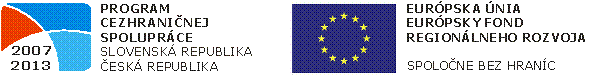 PROGRAM
CEZHRANIČNEJ
SPOLUPRÁCE
SLOVENSKÁ REPUBLIKA
ČESKÁ REPUBLIKA
2007
2013
EURÓPSKA ÚNIA
EURÓPSKY FOND
REGIONÁLNEHO ROZVOJA
SPOLOČNE BEZ HRANÍC